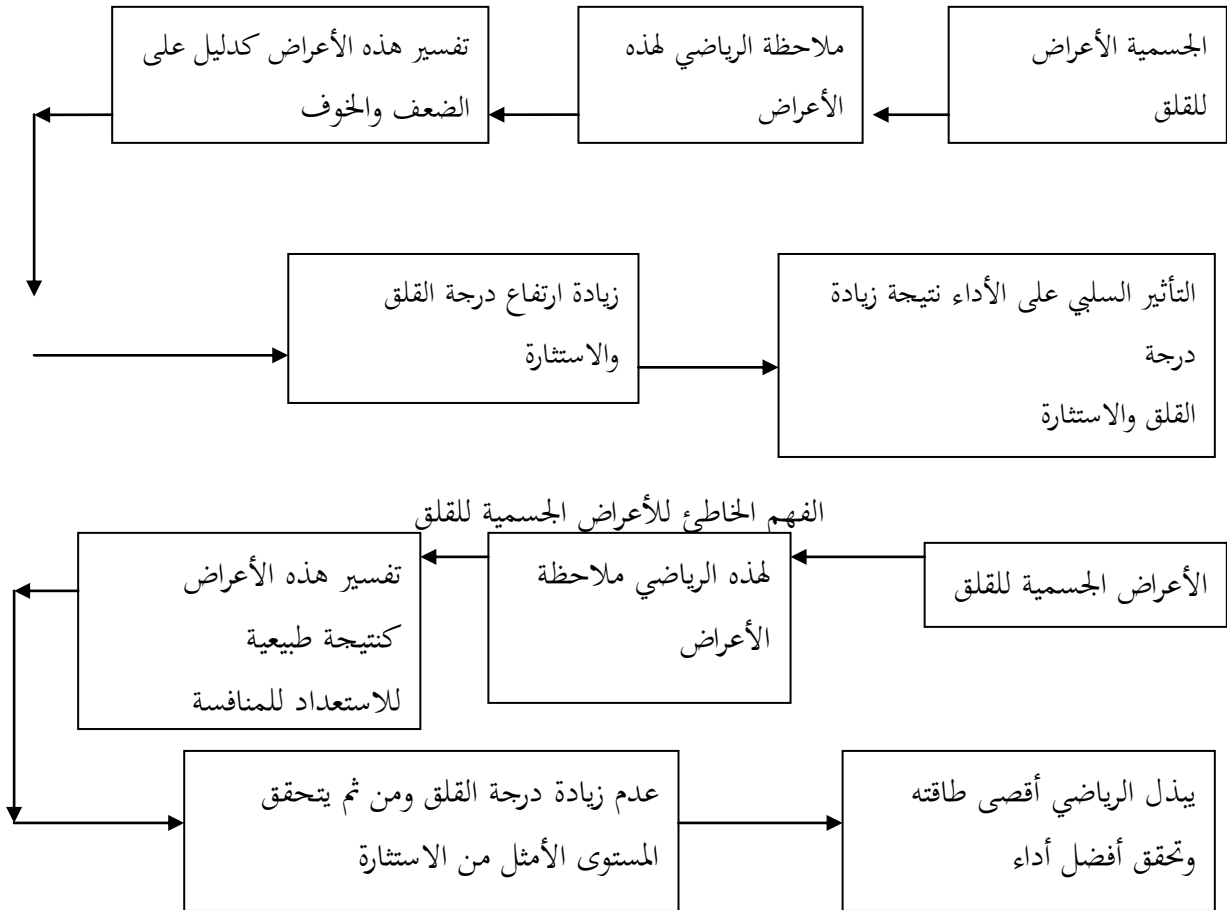 الجسمية الأعراض
للقلق
ملاحظة الرياضي لهذه
الأعراض
تفسير هذه الأعراض كدليل على
الضعف والخوف
زيادة ارتفاع درجة القلق
والاستثارة
التأثير السلبي على الأداء نتيجة زيادة
درجة
القلق والاستثارة
الفهم الخاطئ للأعراض الجسمية للقلق
الأعراض الجسمية للقلق
لهذه الرياضي ملاحظة
الأعراض
تفسير هذه الأعراض
كنتيجة طبيعية
للاستعداد للمنافسة
عدم زيادة درجة القلق ومن ثم يتحقق
المستوى الأمثل من الاستثارة
يبذل الرياضي أقصى طاقته
وتحقق أفضل أداء